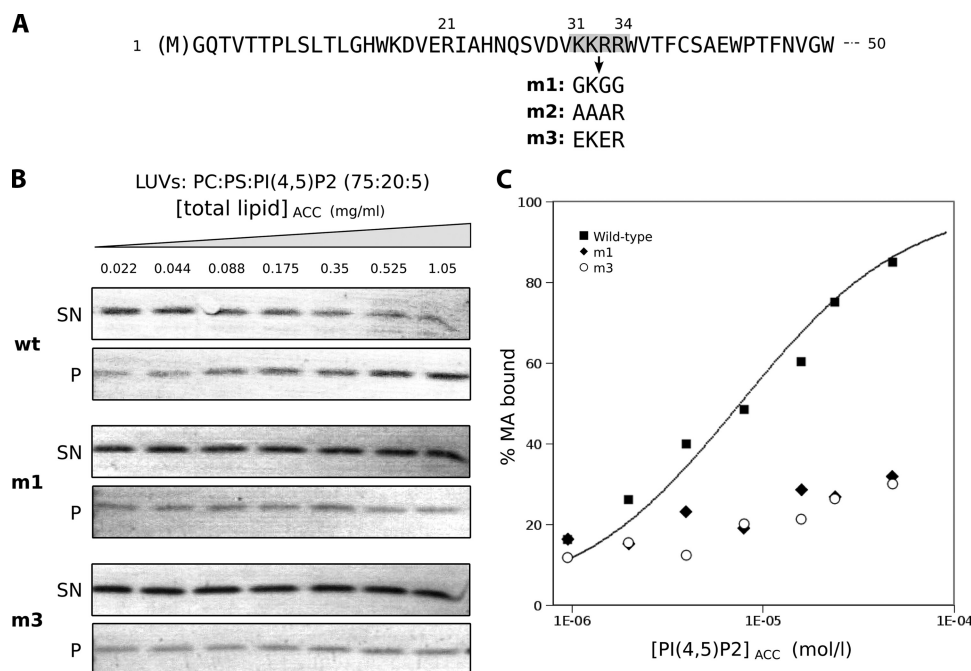 A
21 31 34
1 (M)GQTVTTPLSLTLGHWKDVERIAHNQSVDVKKRRWVTFCSAEWPTFNVGW 50
m1: GKGG
m2: AAAR
m3: EKER
B
LUVs: PC:PS:PI(4,5)P2 (75:20:5)
[total lipid] ACC (mg/ml)
0.022 0.044 0.088 0.175 0.35 0.525 1.05
SN
wt
P
SN
m1
P
SN
m3
P
C
100
80
60
40
20
0
% MA bound
Wild-type
m1
m3
1E-06 1E-05 1E-04
[PI(4,5)P2] ACC (mol/l)